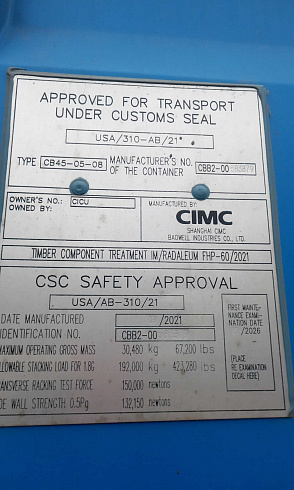 APPROVED FOR TRANSPORT
UNDER CUSTOMS SEAL
USA/310-AB/21
TYPE CB45-05-08 MANUFACTURER'S NO. OF THE CONTAINER CBB2-00
OWNER'S NO.: CICU
OWNED BY:
MANUFACTURED BY:
CIMC
SHANGHAI CIMC
BAOWELL INDUSTRIES CO., LTD.
TIMBER COMPONENT TREATMENT IM/RADALEUM FHP-60/2021
CSC SAFETY APPROVAL
USA/AB-310/21
DATE MANUFACTURED /2021
IDENTIFICATION NO. CBB2-00
MAXIMUM OPERATING GROSS MASS 30,480 kg 67,200 lbs
ALLOWABLE STACKING LOAD FOR 1.8G 192,000 kg 423,280 lbs
TRANSVERSE RACKING TEST FORCE 150,000 newtons
DE WALL STRENGTH 0.5Pg 132,150 newtons
FIRST MAINTE-
NANCE EXAMI-
NATION DATE
/2026
(PLACE
RE EXAMINATION
DECAL HERE)